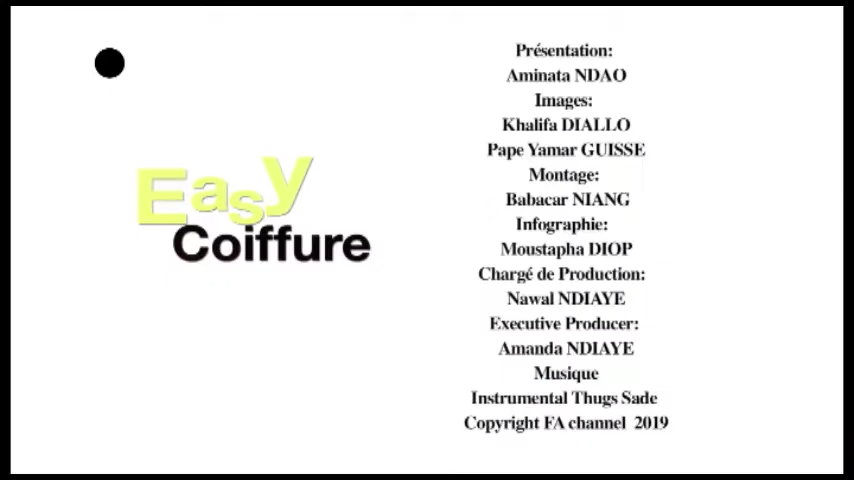 Easy
Coiffure
Présentation:
Aminata NDAO
Images:
Khalifa DIALLO
Pape Yamar GUISSE
Montage:
Babacar NIANG
Infographie:
Moustapha DIOP
Chargé de Production:
Nawal NDIAYE
Executive Producer:
Amanda NDIAYE
Musique
Instrumental Thugs Sade
Copyright FA channel 2019